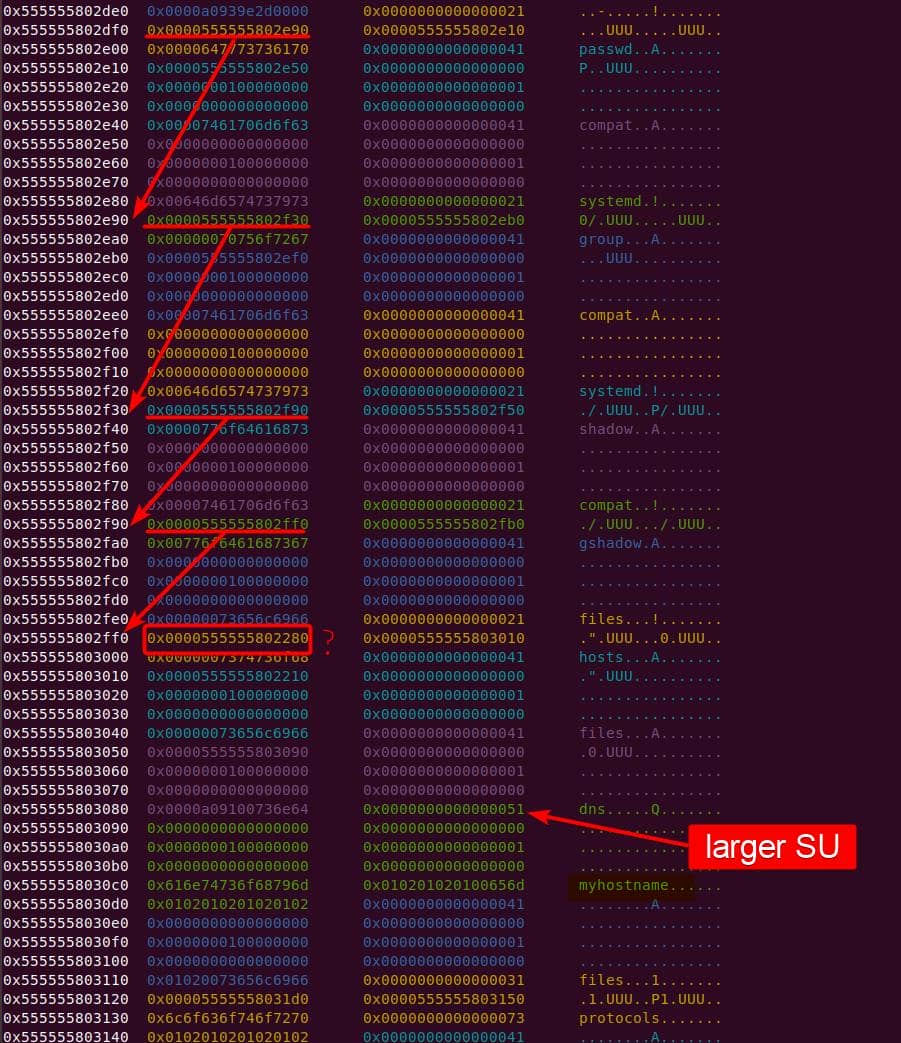 0x555555802de0 0x0000a0939e2d0000 0x0000000000000021 ..-.....!.......
0x555555802df0 0x0000555555802e90 0x0000555555802e10 ...UUU.....UUU..
0x555555802e00 0x0000647773736170 0x0000000000000041 passwd..A.......
0x555555802e10 0x0000555555802e50 0x0000000000000000 P..UUU..........
0x555555802e20 0x0000000100000000 0x0000000000000001 ................
0x555555802e30 0x0000000000000000 0x0000000000000000 ................
0x555555802e40 0x00007461706d6f63 0x0000000000000041 compat..A.......
0x555555802e50 0x0000000000000000 0x0000000000000000 ................
0x555555802e60 0x0000000100000000 0x0000000000000001 ................
0x555555802e70 0x0000000000000000 0x0000000000000000 ................
0x555555802e80 0x00646d6574737973 0x0000000000000021 systemd.!.......
0x555555802e90 0x0000555555802f30 0x0000555555802eb0 0/.UUU.....UUU..
0x555555802ea0 0x00000070756f7267 0x0000000000000041 group...A.......
0x555555802eb0 0x0000555555802ef0 0x0000000000000000 ...UUU..........
0x555555802ec0 0x0000000100000000 0x0000000000000001 ................
0x555555802ed0 0x0000000000000000 0x0000000000000000 ................
0x555555802ee0 0x00007461706d6f63 0x0000000000000041 compat..A.......
0x555555802ef0 0x0000000000000000 0x0000000000000000 ................
0x555555802f00 0x0000000100000000 0x0000000000000001 ................
0x555555802f10 0x0000000000000000 0x0000000000000000 ................
0x555555802f20 0x00646d6574737973 0x0000000000000021 systemd.!.......
0x555555802f30 0x0000555555802f90 0x0000555555802f50 ./.UUU..P/.UUU..
0x555555802f40 0x0000776f64616873 0x0000000000000041 shadow..A.......
0x555555802f50 0x0000000000000000 0x0000000000000000 ................
0x555555802f60 0x0000000100000000 0x0000000000000001 ................
0x555555802f70 0x0000000000000000 0x0000000000000000 ................
0x555555802f80 0x00007461706d6f63 0x0000000000000021 compat..!.......
0x555555802f90 0x0000555555802ff0 0x0000555555802fb0 ./.UUU.../.UUU..
0x555555802fa0 0x00776f6461687367 0x0000000000000041 gshadow.A.......
0x555555802fb0 0x0000000000000000 0x0000000000000000 ................
0x555555802fc0 0x0000000100000000 0x0000000000000001 ................
0x555555802fd0 0x0000000000000000 0x0000000000000000 ................
0x555555802fe0 0x00000073656c6966 0x0000000000000021 files...!.......
0x555555802ff0 0x0000555555802280 ? 0x0000555555803010 .".UUU...0.UUU..
0x555555803000 0x0000007374736f68 0x0000000000000041 hosts...A.......
0x555555803010 0x0000555555802210 0x0000000000000000 .".UUU..........
0x555555803020 0x0000000100000000 0x0000000000000001 ................
0x555555803030 0x0000000000000000 0x0000000000000000 ................
0x555555803040 0x00000073656c6966 0x0000000000000041 files...A.......
0x555555803050 0x0000555555803090 0x0000000000000000 .0.UUU..........
0x555555803060 0x0000000100000000 0x0000000000000001 ................
0x555555803070 0x0000000000000000 0x0000000000000000 ................
0x555555803080 0x0000a09100736e64 0x0000000000000051 dns.....Q.......
0x555555803090 0x0000000000000000 0x0000000000000000
0x5555558030a0 0x0000000100000000 0x0000000000000001
larger SU
0x5555558030b0 0x0000000000000000 0x0000000000000000
0x5555558030c0 0x616e74736f68796d 0x010201020100656d myhostname......
0x5555558030d0 0x0102010201020102 0x0000000000000041 ........A.......
0x5555558030e0 0x0000000000000000 0x0000000000000000 ................
0x5555558030f0 0x0000000100000000 0x0000000000000001 ................
0x555555803100 0x0000000000000000 0x0000000000000000 ................
0x555555803110 0x01020073656c6966 0x0000000000000031 files...1.......
0x555555803120 0x00005555558031d0 0x0000555555803150 .1.UUU..P1.UUU..
0x555555803130 0x6c6f636f746f7270 0x0000000000000073 protocols.......
0x555555803140 0x0102010201020102 0x0000000000000041 ........A.......